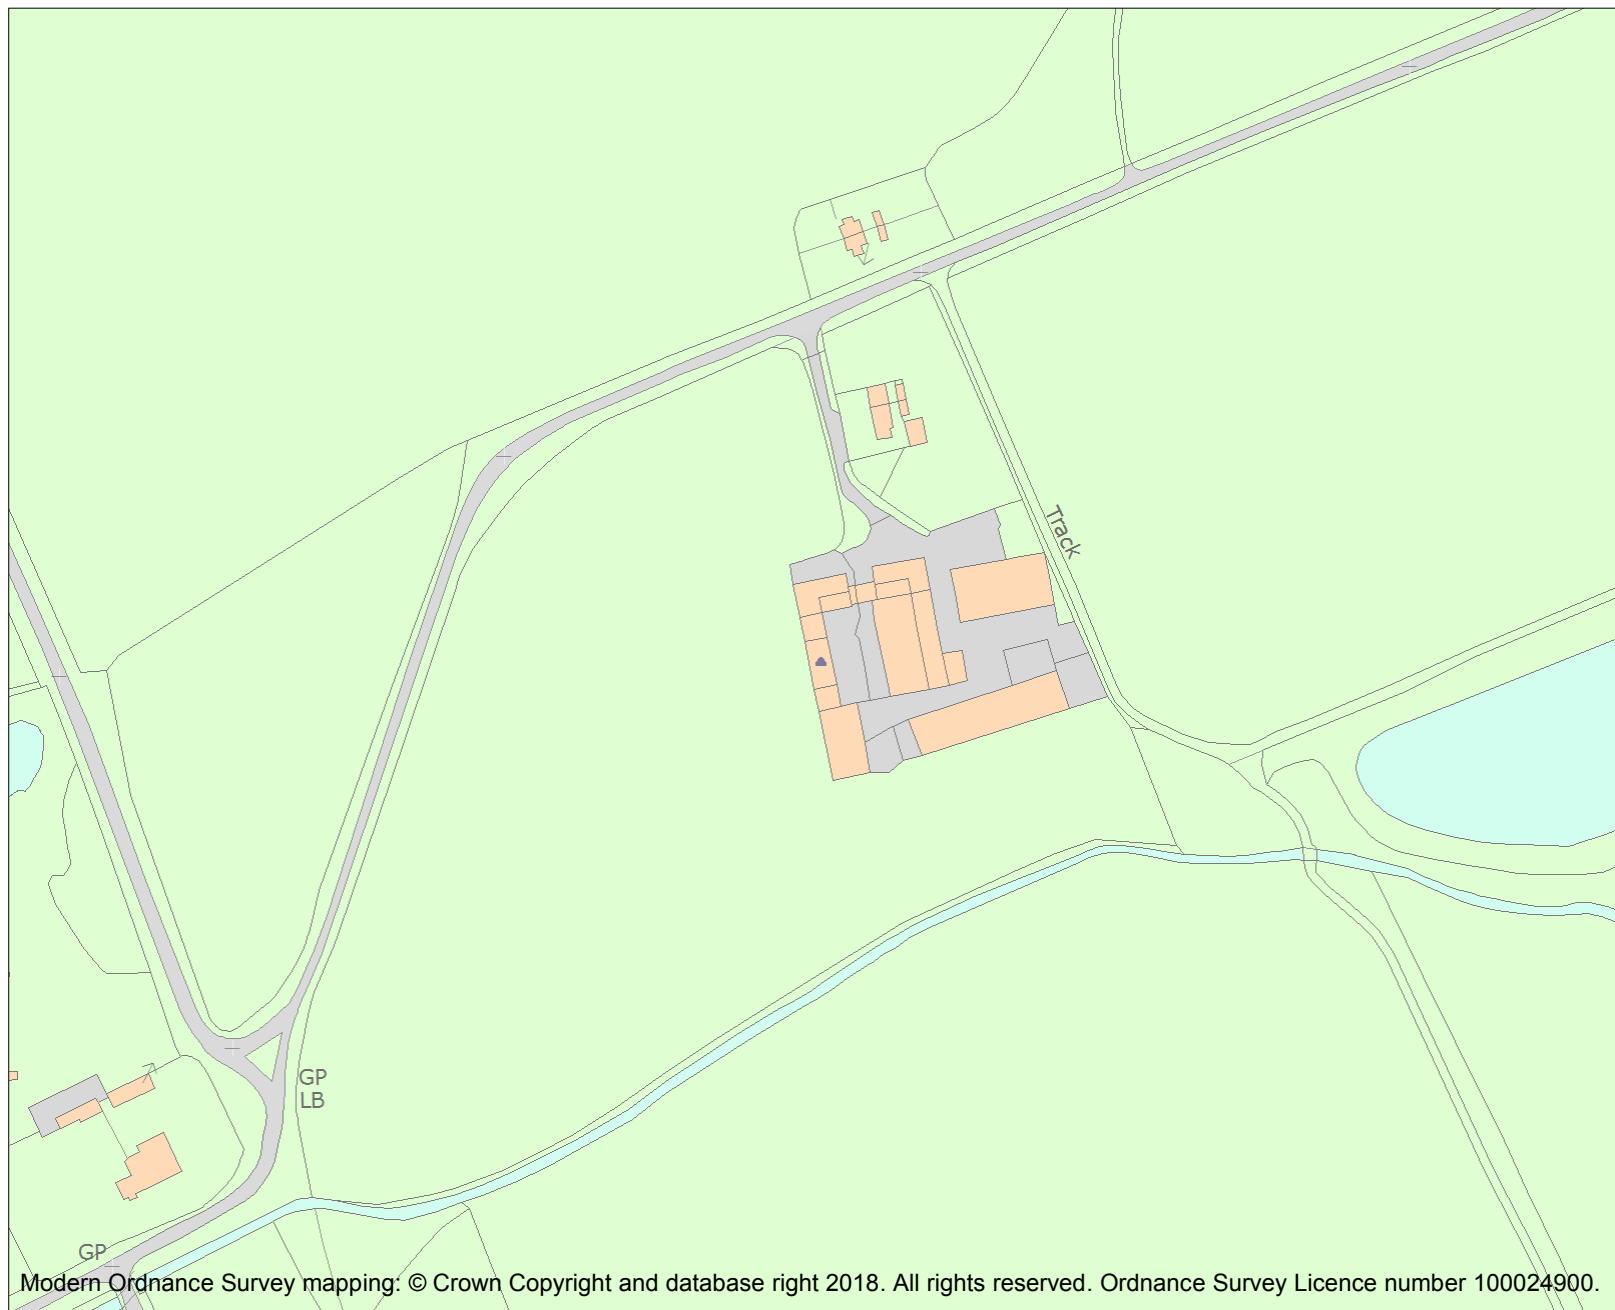 Track
GP
LB
GP
Modern Ordnance Survey mapping: © Crown Copyright and database right 2018. All rights reserved. Ordnance Survey Licence number 100024900.